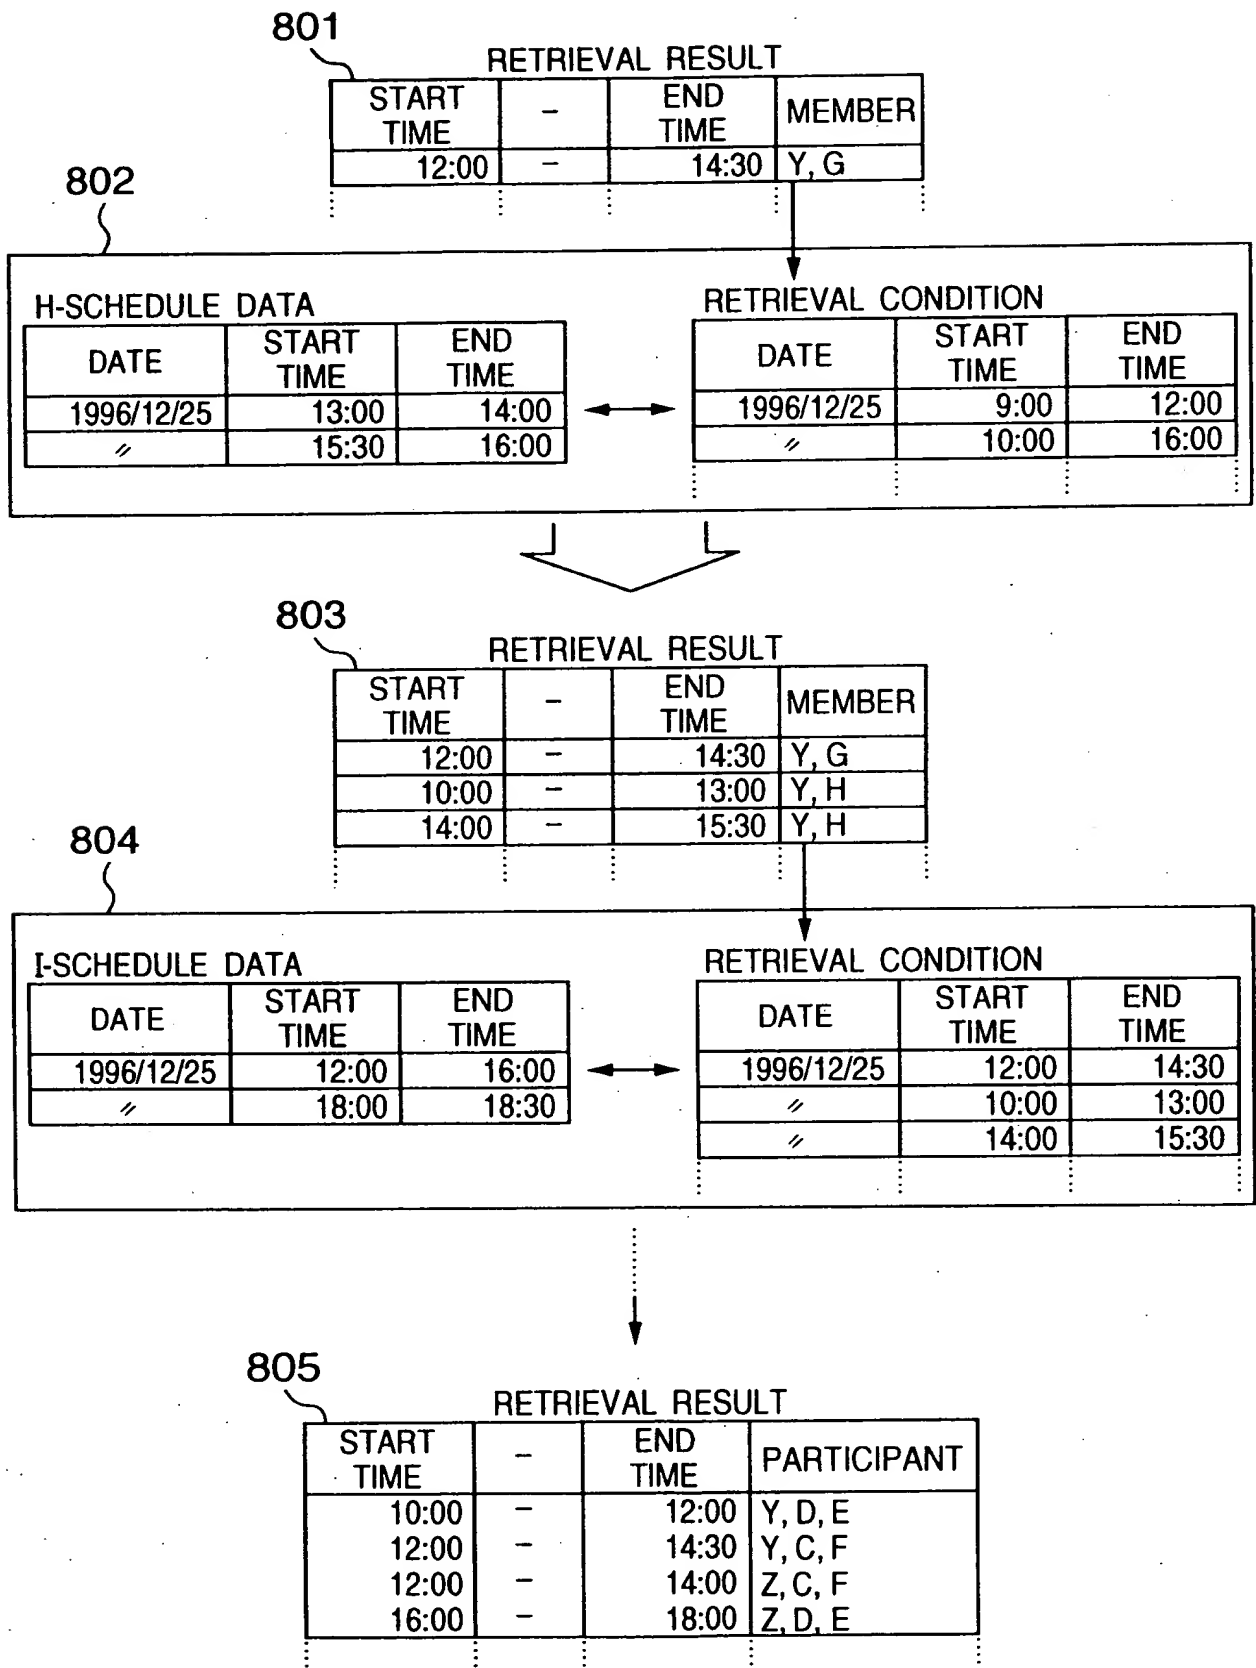 801
RETRIEVAL RESULT
START TIME - END TIME MEMBER
12:00 - 14:30 Y, G
802
H-SCHEDULE DATA
DATE START TIME END TIME
1996/12/25 13:00 14:00
〃 15:30 16:00
RETRIEVAL CONDITION
DATE START TIME END TIME
1996/12/25 9:00 12:00
〃 10:00 16:00
803
RETRIEVAL RESULT
START TIME - END TIME MEMBER
12:00 - 14:30 Y, G
10:00 - 13:00 Y, H
14:00 - 15:30 Y, H
804
I-SCHEDULE DATA
DATE START TIME END TIME
1996/12/25 12:00 16:00
〃 18:00 18:30
RETRIEVAL CONDITION
DATE START TIME END TIME
1996/12/25 12:00 14:30
〃 10:00 13:00
〃 14:00 15:30
805
RETRIEVAL RESULT
START TIME - END TIME PARTICIPANT
10:00 - 12:00 Y, D, E
12:00 - 14:30 Y, C, F
12:00 - 14:00 Z, C, F
16:00 - 18:00 Z, D, E